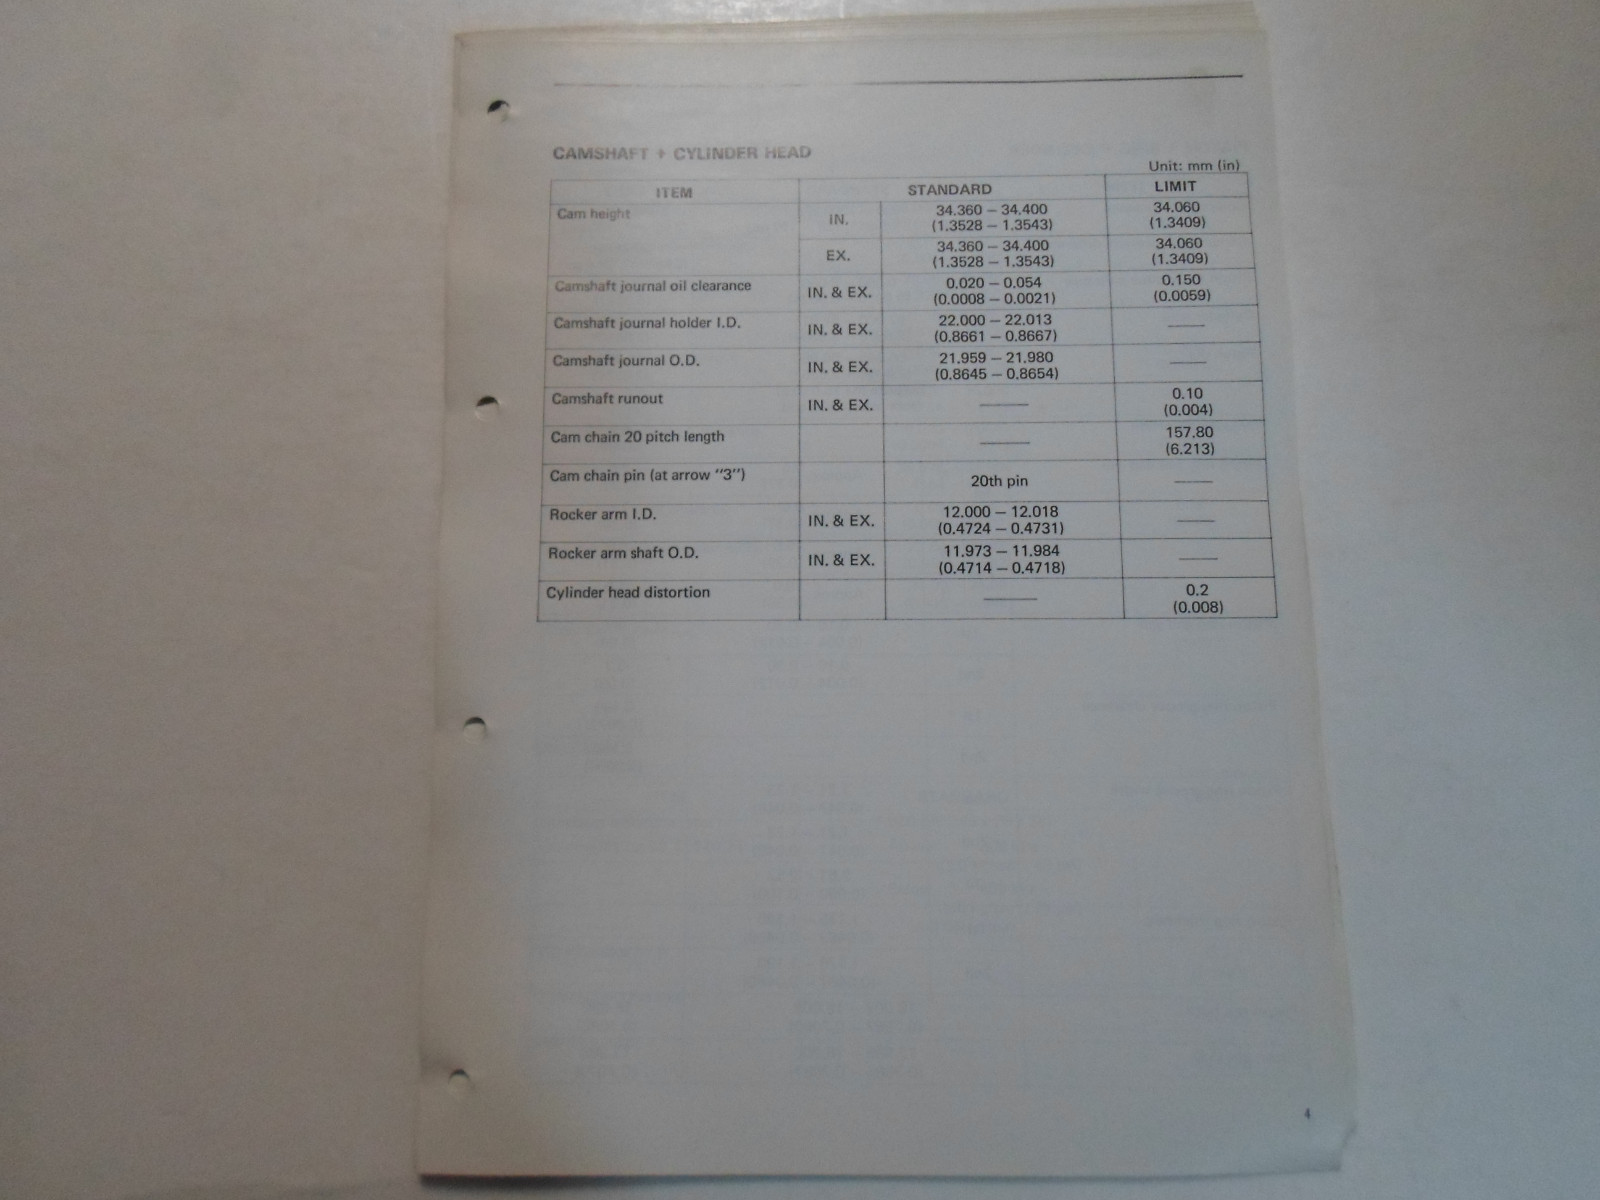 CAMSHAFT + CYLINDER HEAD
Unit: mm (in)
ITEM STANDARD LIMIT
Cam height IN. 34.360 – 34.400 34.060
(1.3528 – 1.3543) (1.3409)
EX. 34.360 – 34.400 34.060
(1.3528 – 1.3543) (1.3409)
Camshaft journal oil clearance IN. & EX. 0.020 – 0.054 0.150
(0.0008 – 0.0021) (0.0059)
Camshaft journal holder I.D. IN. & EX. 22.000 – 22.013 ——
(0.8661 – 0.8667)
Camshaft journal O.D. IN. & EX. 21.959 – 21.980 ——
(0.8645 – 0.8654)
Camshaft runout IN. & EX. —— 0.10
(0.004)
Cam chain 20 pitch length —— 157.80
(6.213)
Cam chain pin (at arrow "3") 20th pin ——
Rocker arm I.D. IN. & EX. 12.000 – 12.018 ——
(0.4724 – 0.4731)
Rocker arm shaft O.D. IN. & EX. 11.973 – 11.984 ——
(0.4714 – 0.4718)
Cylinder head distortion —— 0.2
(0.008)
4